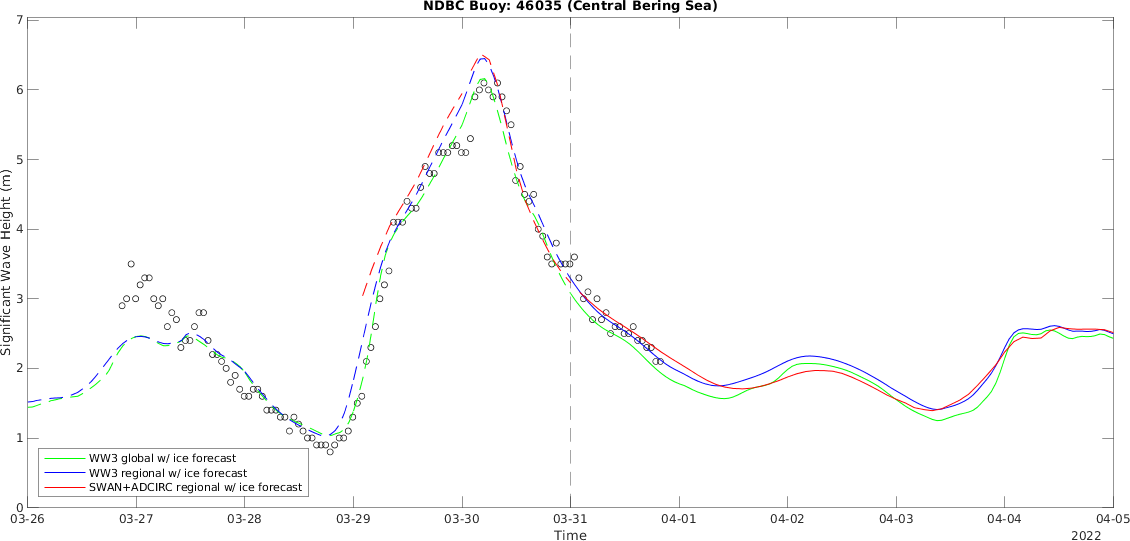 NDBC Buoy: 46035 (Central Bering Sea)
7
6
5
4
3
2
1
0
Significant Wave Height (m)
WW3 global w/ ice forecast
WW3 regional w/ ice forecast
SWAN+ADCIRC regional w/ ice forecast
03-26 03-27 03-28 03-29 03-30 03-31 04-01 04-02 04-03 04-04 04-05
Time
2022